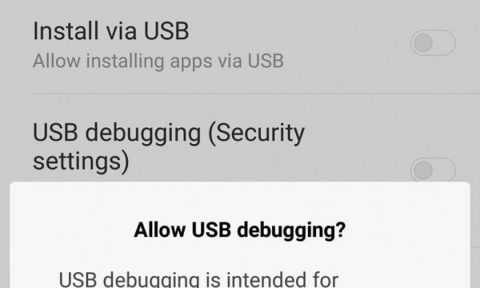 Install via USB
Allow installing apps via USB
USB debugging (Security
settings)
Allow USB debugging?
USB debugging is intended for